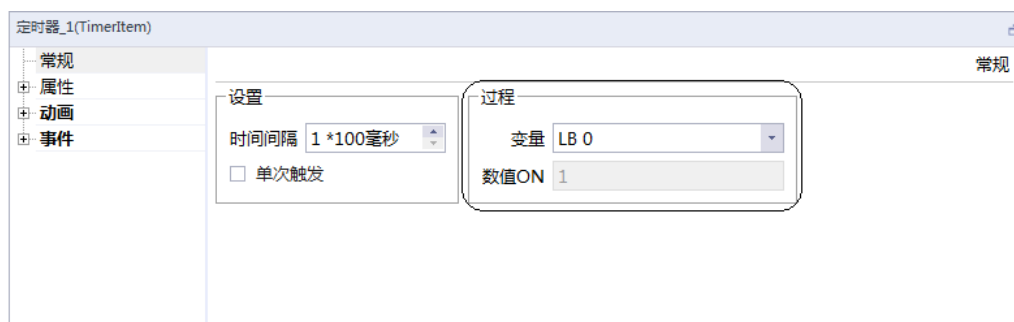 定时器_1(TimerItem)
常规
属性
动画
事件
常规
设置
时间间隔 1 *100毫秒
单次触发
过程
变量 LB 0
数值ON 1